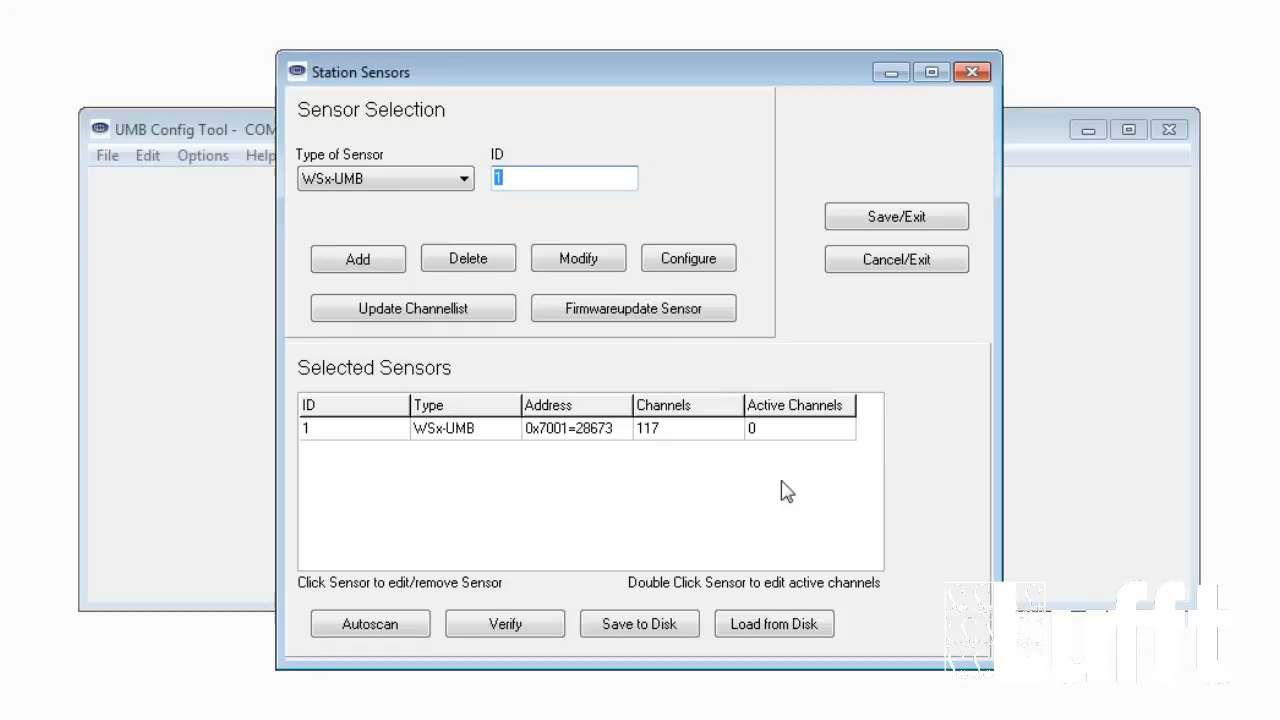 Station Sensors
UMB Config Tool - COM
File Edit Options Help
Sensor Selection
Type of Sensor ID
WSx-UMB 1
Save/Exit
Add Delete Modify Configure Cancel/Exit
Update Channellist Firmwareupdate Sensor
Selected Sensors
ID Type Address Channels Active Channels
1 WSx-UMB 0x7001=28673 117 0
Click Sensor to edit/remove Sensor Double Click Sensor to edit active channels
Autoscan Verify Save to Disk Load from Disk
Lufft